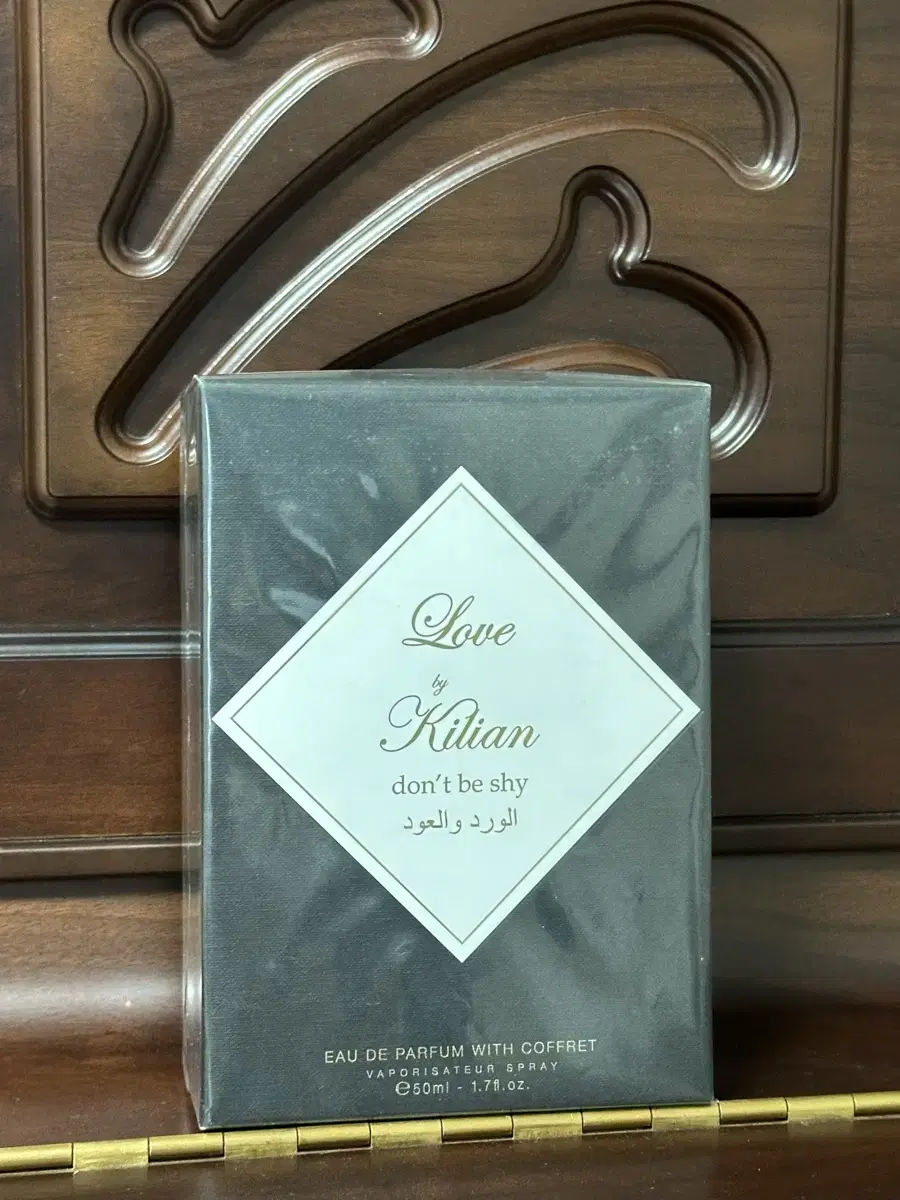 Love
by
Kilian
don't be shy
الورد والعود
EAU DE PARFUM WITH COFFRET
VAPORISATEUR SPRAY
℮50ml - 1.7fl.oz.